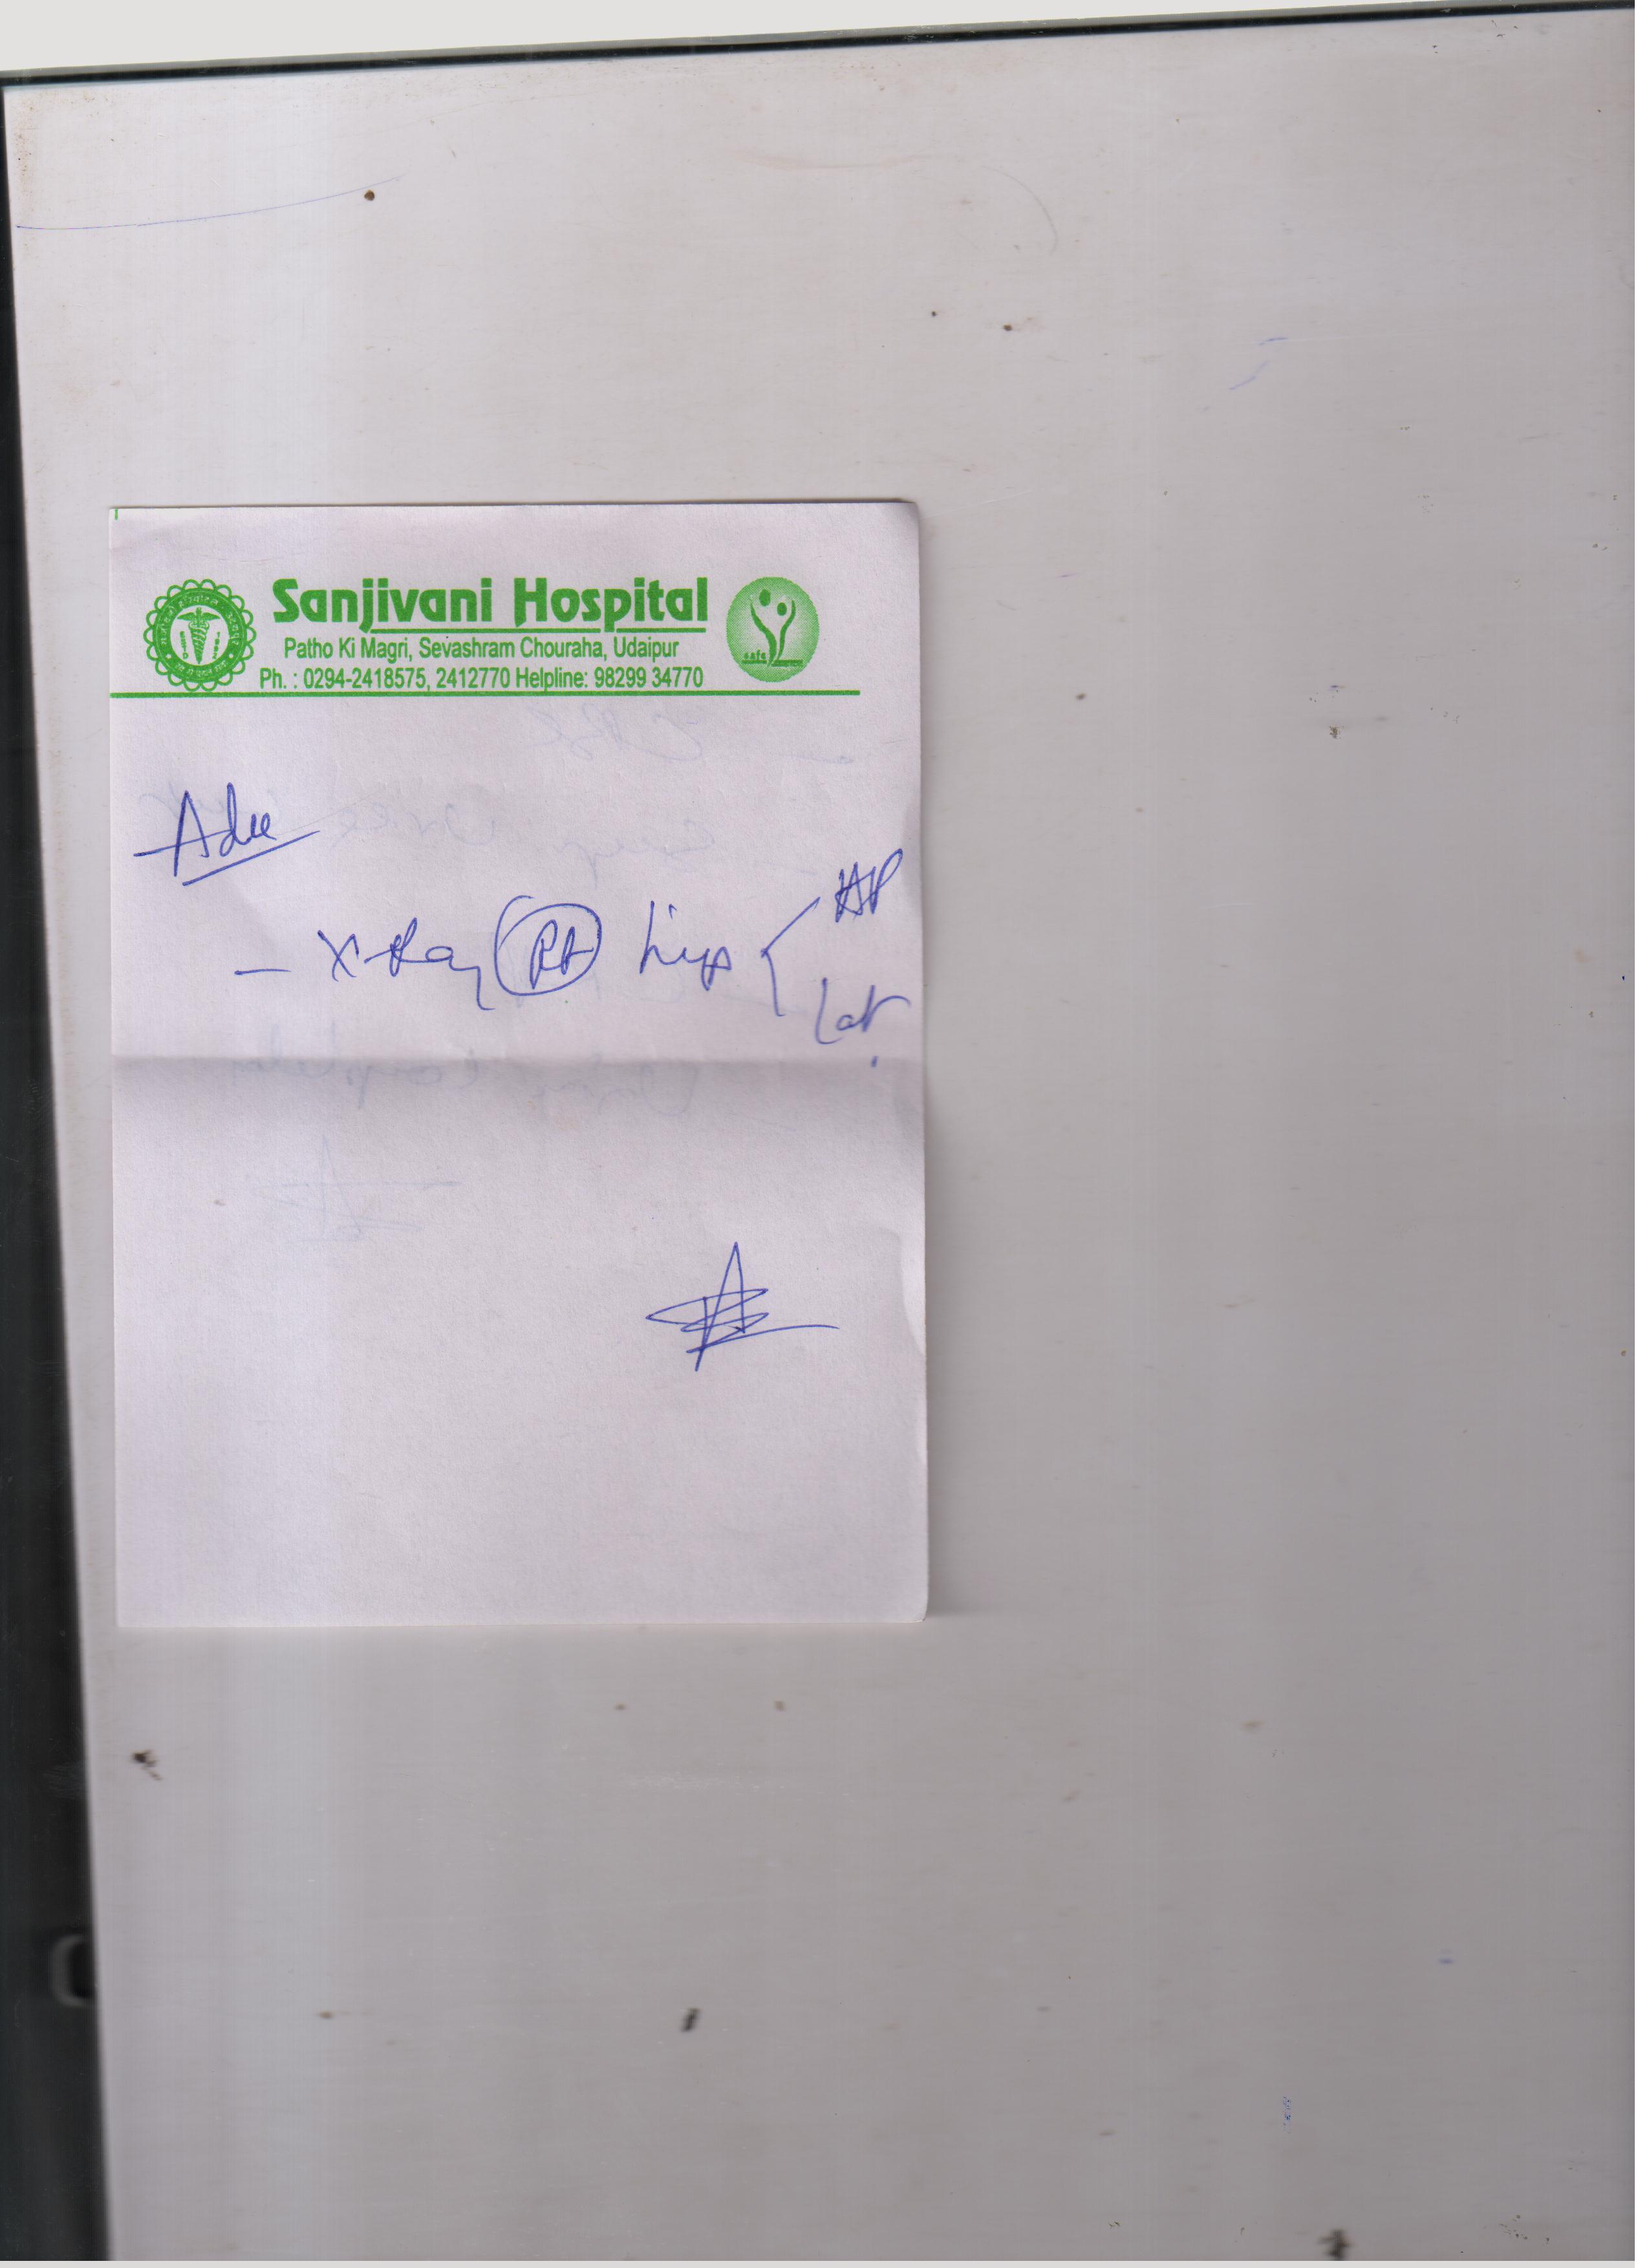 Sanjivani Hospital
Patho Ki Magri, Sevashram Chouraha, Udaipur
Ph. : 0294-2418575, 2412770 Helpline: 98299 34770
Adv
- X-Ray (Rt) hip < AP
Lat